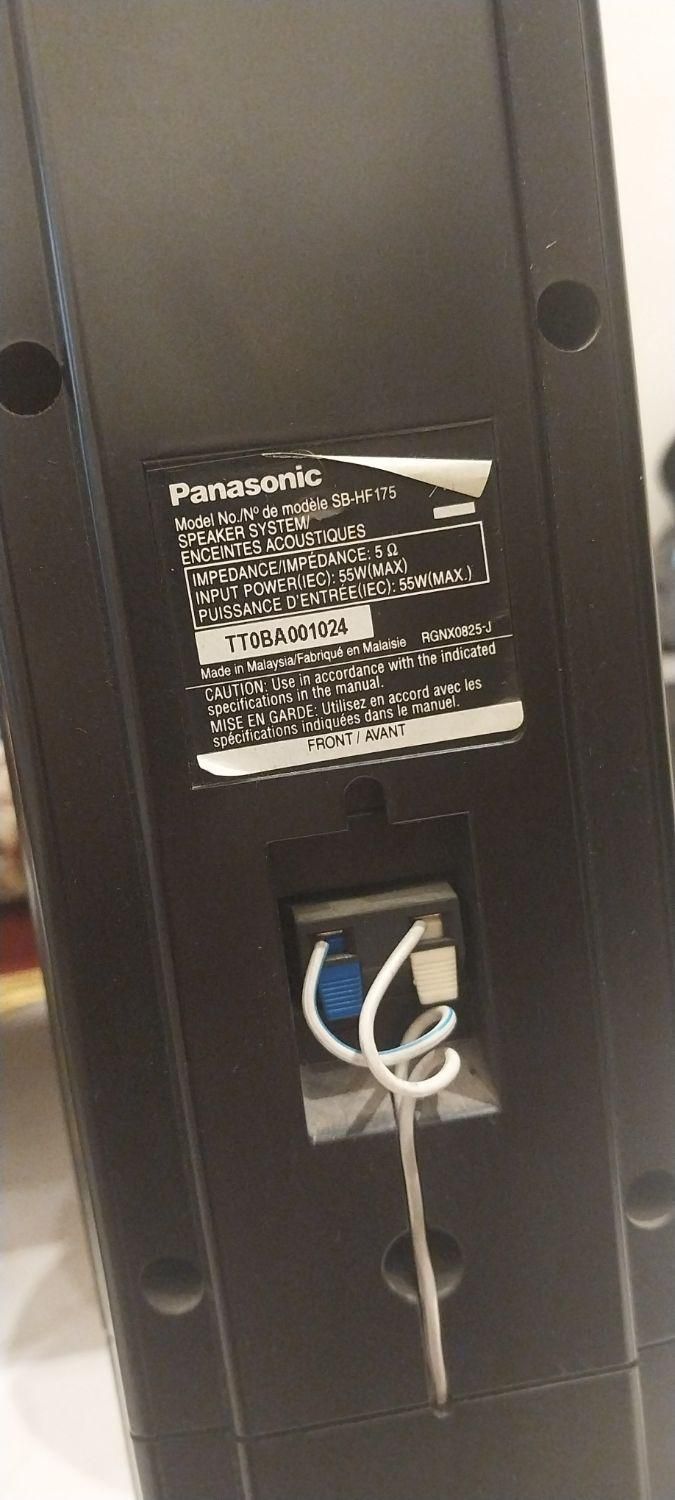 Panasonic
Model No./Nº de modèle SB-HF175
SPEAKER SYSTEM/
ENCEINTES ACOUSTIQUES
IMPEDANCE/IMPÉDANCE: 5 Ω
INPUT POWER(IEC): 55W(MAX)
PUISSANCE D'ENTRÉE(IEC): 55W(MAX.)
TT0BA001024
Made in Malaysia/Fabriqué en Malaisie RGNX0825-J
CAUTION: Use in accordance with the indicated
specifications in the manual.
MISE EN GARDE: Utilisez en accord avec les
spécifications indiquées dans le manuel.
FRONT / AVANT